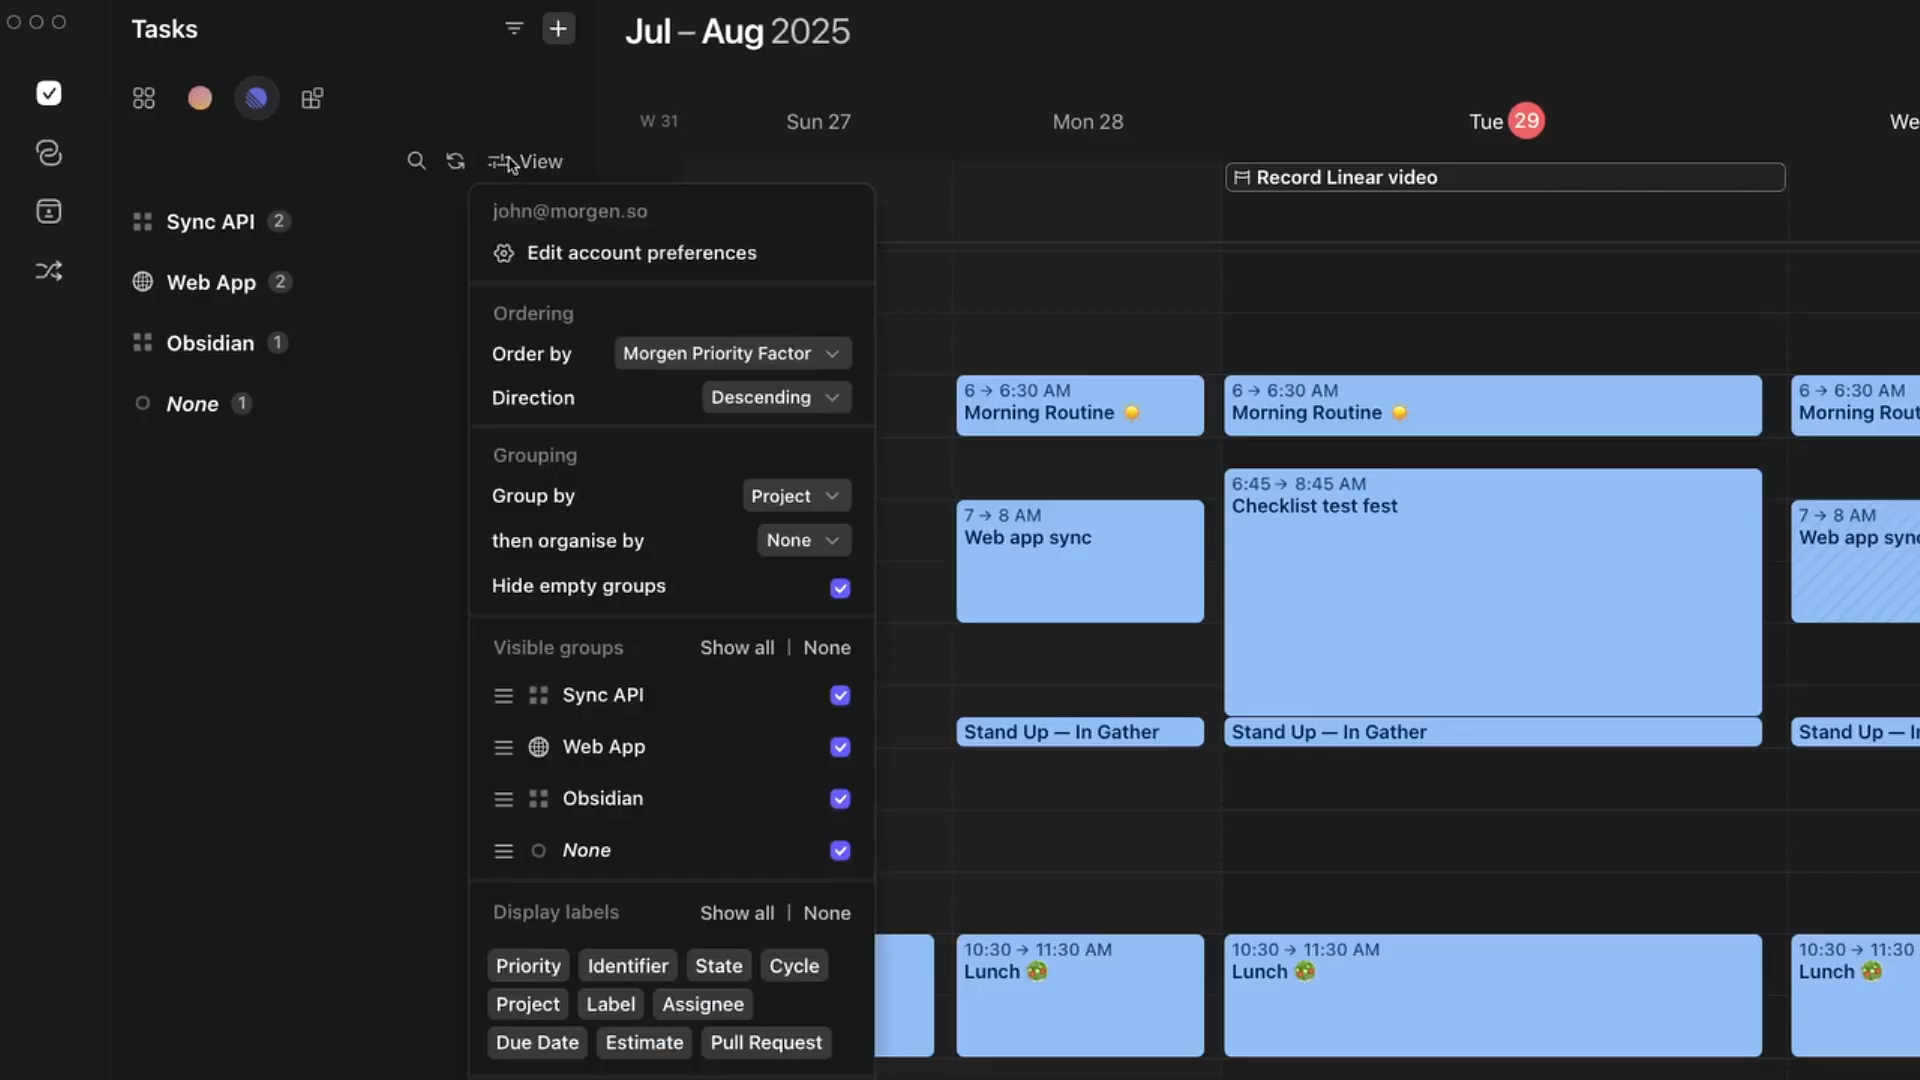 Tasks
Jul – Aug 2025
W 31
Sun 27
Mon 28
Tue 29
We
View
Record Linear video
Sync API 2
Web App 2
Obsidian 1
None 1
john@morgen.so
Edit account preferences
Ordering
Order by Morgen Priority Factor
Direction Descending
Grouping
Group by Project
then organise by None
Hide empty groups
Visible groups Show all | None
Sync API
Web App
Obsidian
None
Display labels Show all | None
Priority Identifier State Cycle
Project Label Assignee
Due Date Estimate Pull Request
6 → 6:30 AM
Morning Routine
7 → 8 AM
Web app sync
Stand Up — In Gather
10:30 → 11:30 AM
Lunch
6 → 6:30 AM
Morning Routine
6:45 → 8:45 AM
Checklist test fest
Stand Up — In Gather
10:30 → 11:30 AM
Lunch
6 → 6:30 AM
Morning Rout
7 → 8 AM
Web app sync
Stand Up — I
10:30 → 11:30
Lunch